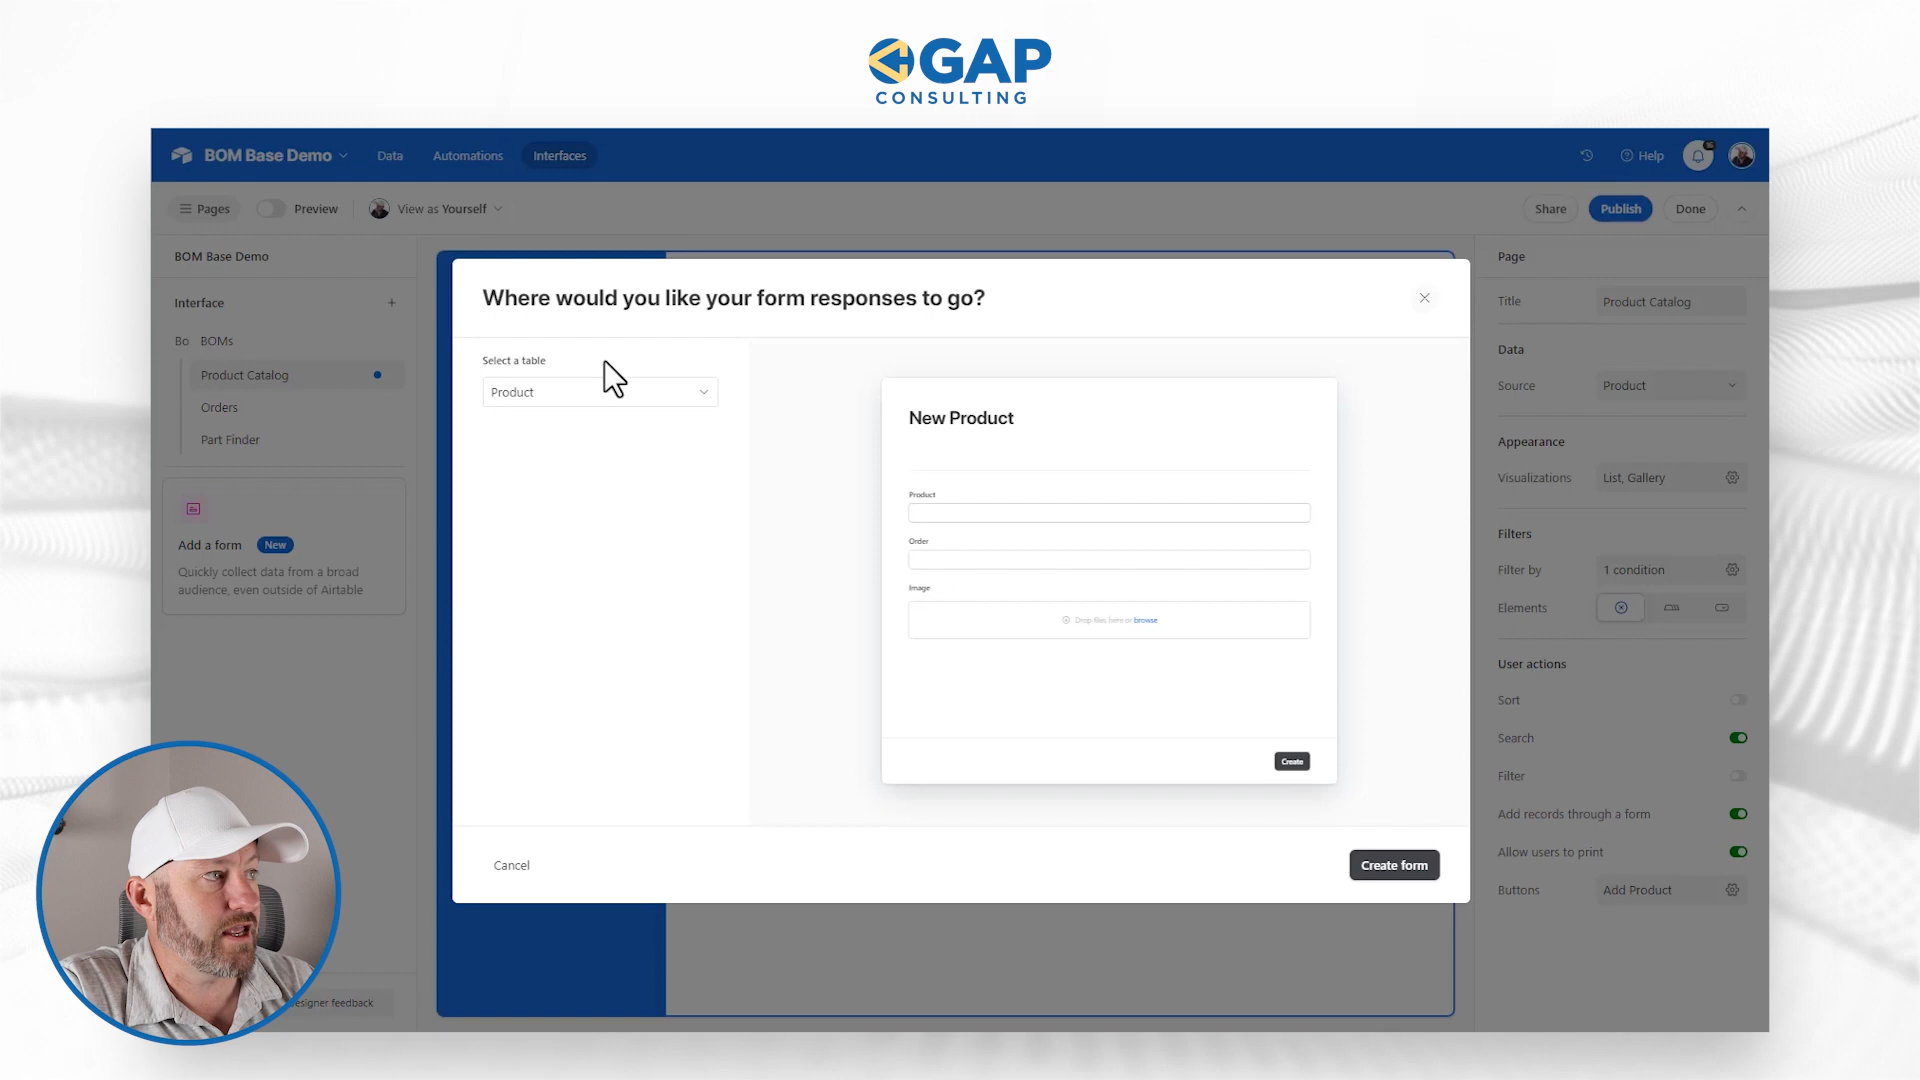 GAP
CONSULTING
BOM Base Demo
Data
Automations
Interfaces
Help
Pages
Preview
View as Yourself
Share
Publish
Done
BOM Base Demo
Interface
Bo BOMs
Product Catalog
Orders
Part Finder
Add a form New
Quickly collect data from a broad
audience, even outside of Airtable
esigner feedback
Where would you like your form responses to go?
Select a table
Product
New Product
Product
Order
Image
Drop files here or browse
Create
Cancel
Create form
Page
Title Product Catalog
Data
Source Product
Appearance
Visualizations List, Gallery
Filters
Filter by 1 condition
Elements
User actions
Sort
Search
Filter
Add records through a form
Allow users to print
Buttons Add Product